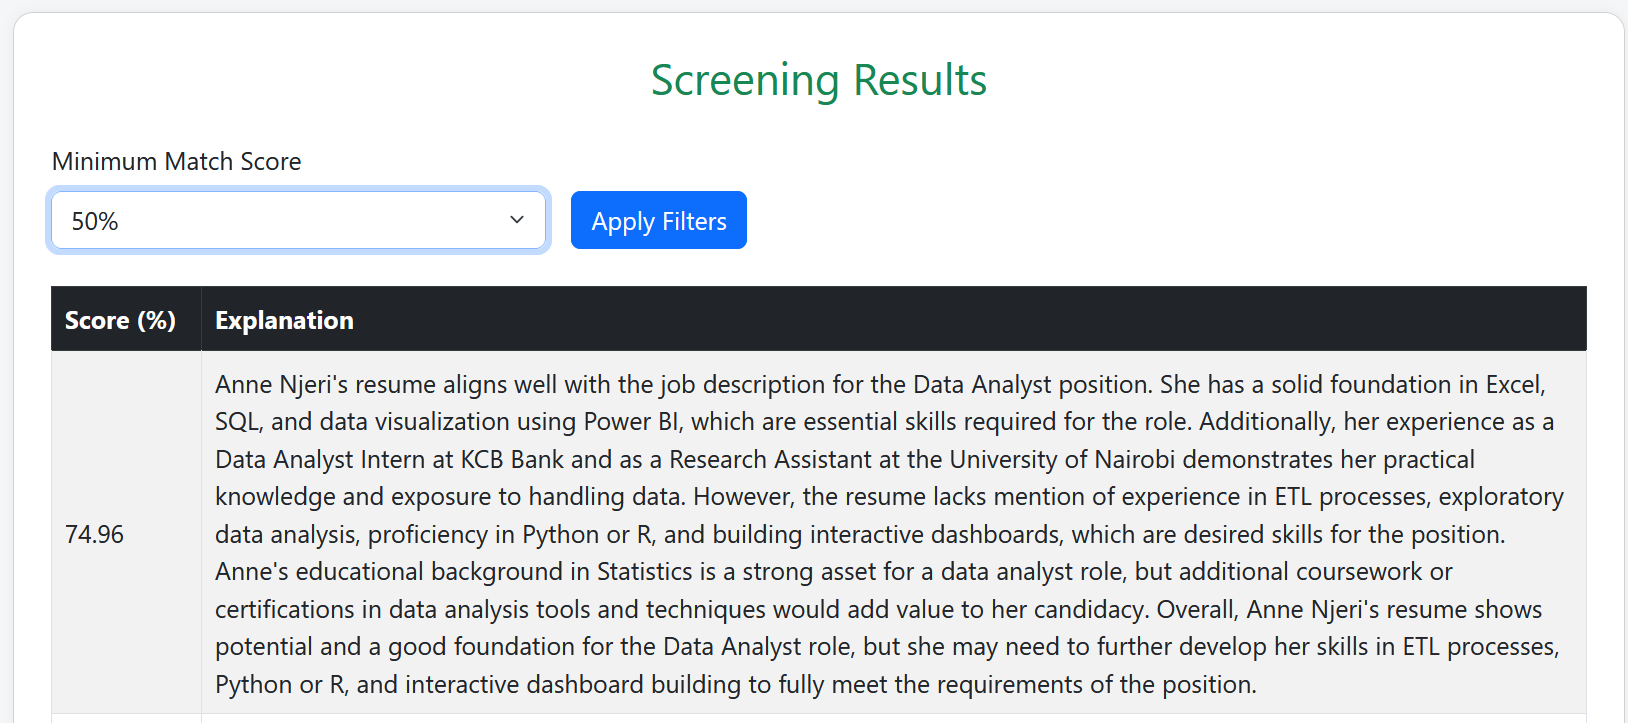 Screening Results
Minimum Match Score
50%
Apply Filters
Score (%) Explanation
Anne Njeri's resume aligns well with the job description for the Data Analyst position. She has a solid foundation in Excel,
SQL, and data visualization using Power BI, which are essential skills required for the role. Additionally, her experience as a
Data Analyst Intern at KCB Bank and as a Research Assistant at the University of Nairobi demonstrates her practical
knowledge and exposure to handling data. However, the resume lacks mention of experience in ETL processes, exploratory
74.96 data analysis, proficiency in Python or R, and building interactive dashboards, which are desired skills for the position.
Anne's educational background in Statistics is a strong asset for a data analyst role, but additional coursework or
certifications in data analysis tools and techniques would add value to her candidacy. Overall, Anne Njeri's resume shows
potential and a good foundation for the Data Analyst role, but she may need to further develop her skills in ETL processes,
Python or R, and interactive dashboard building to fully meet the requirements of the position.